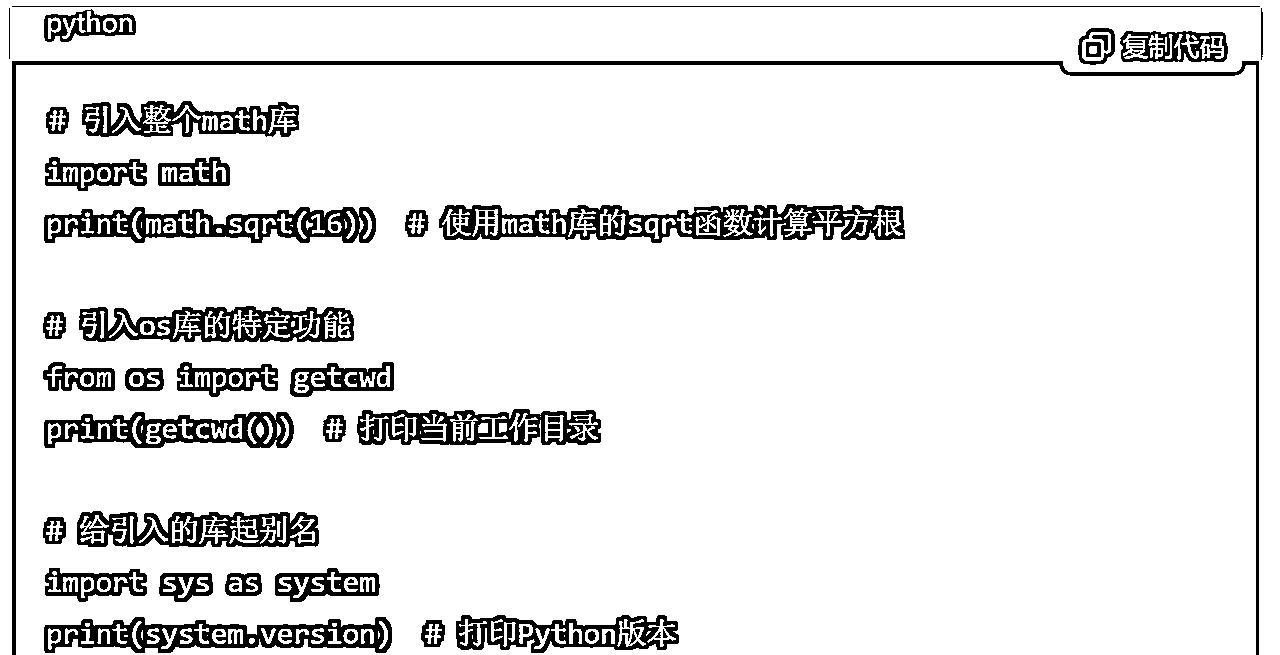 python
复制代码
# 引入整个math库
import math
print(math.sqrt(16))  # 使用math库的sqrt函数计算平方根
# 引入os库的特定功能
from os import getcwd
print(getcwd())  # 打印当前工作目录
# 给引入的库起别名
import sys as system
print(system.version)  # 打印Python版本